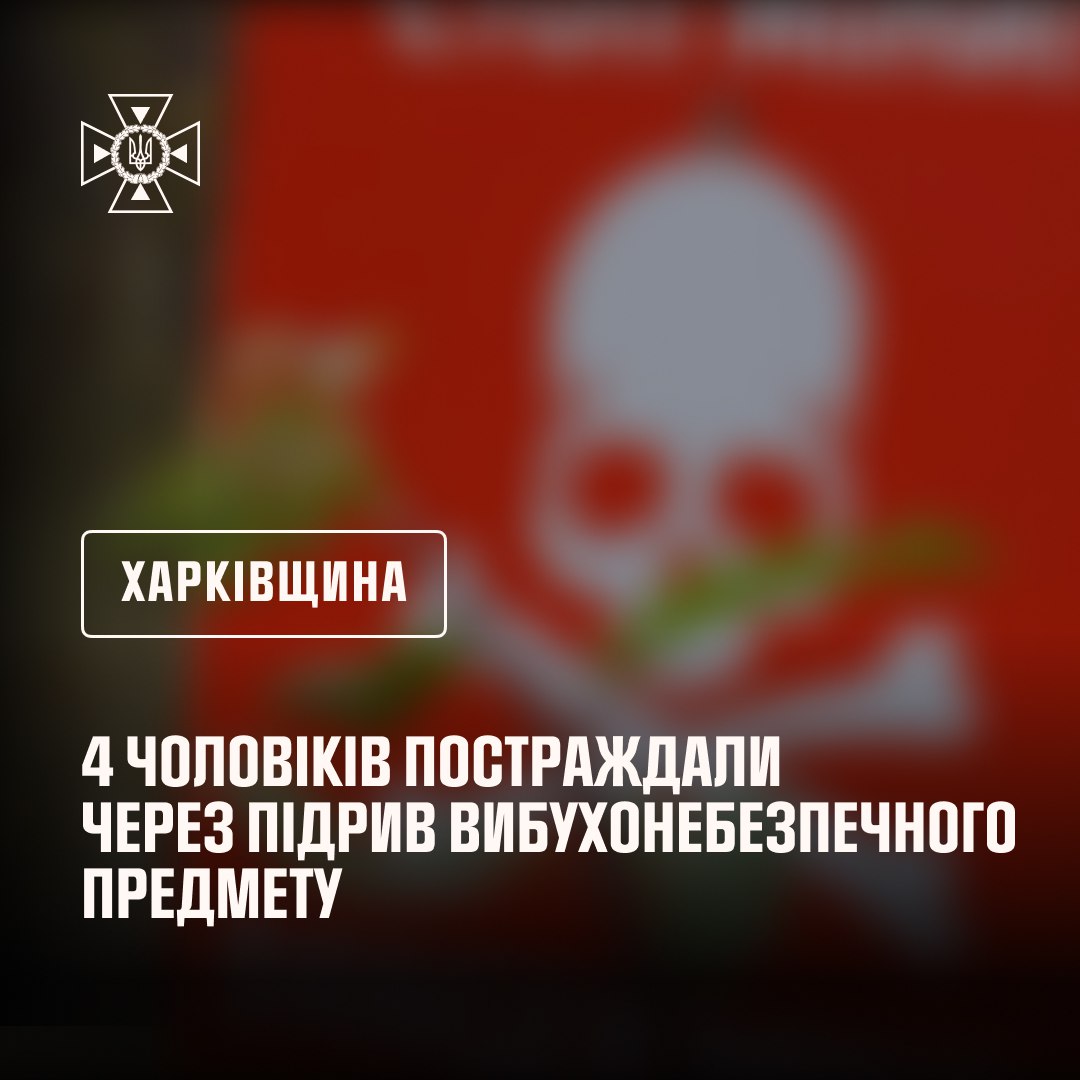 ХАРКІВЩИНА
4 ЧОЛОВІКІВ ПОСТРАЖДАЛИ
ЧЕРЕЗ ПІДРИВ ВИБУХОНЕБЕЗПЕЧНОГО
ПРЕДМЕТУ